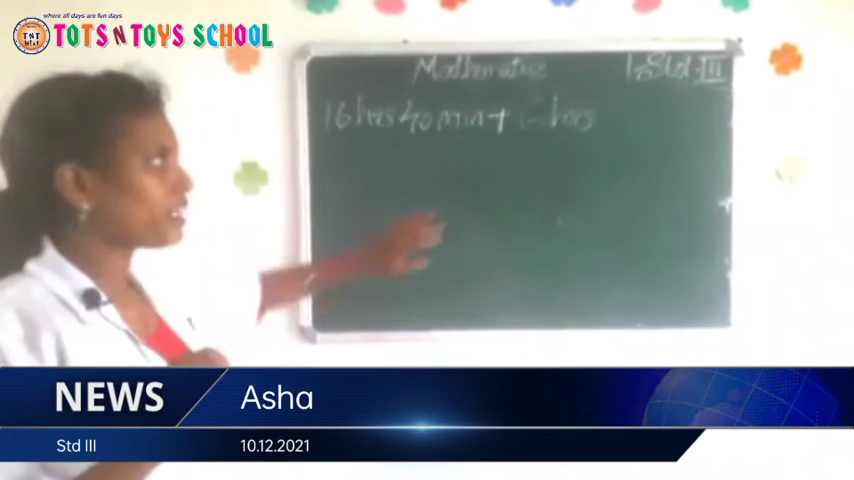 where all days are fun days
TNT
TOTS N TOYS SCHOOL
Mathematics
Std III
16 hrs 40 min + hrs
NEWS
Asha
Std III
10.12.2021